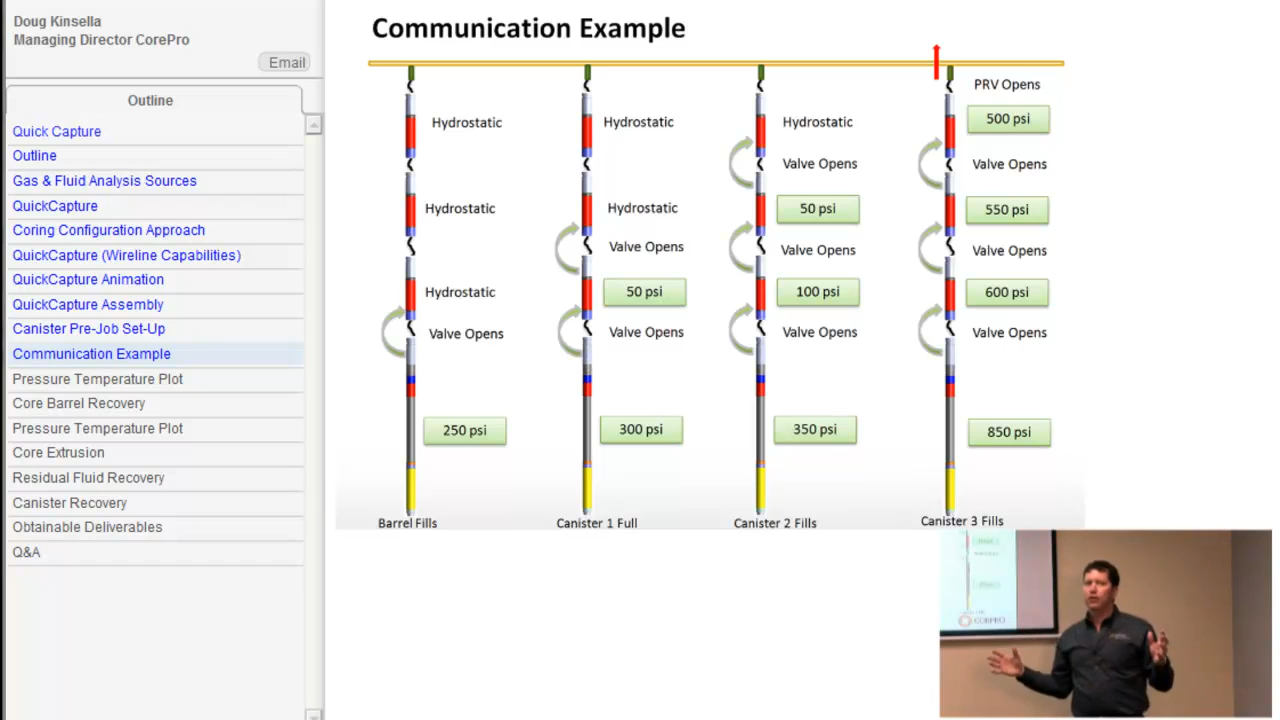 Doug Kinsella
Managing Director CorePro
Email
Outline
Quick Capture
Outline
Gas & Fluid Analysis Sources
QuickCapture
Coring Configuration Approach
QuickCapture (Wireline Capabilities)
QuickCapture Animation
QuickCapture Assembly
Canister Pre-Job Set-Up
Communication Example
Pressure Temperature Plot
Core Barrel Recovery
Pressure Temperature Plot
Core Extrusion
Residual Fluid Recovery
Canister Recovery
Obtainable Deliverables
Q&A
Communication Example
Hydrostatic
Hydrostatic
Hydrostatic
Valve Opens
250 psi
Barrel Fills
Hydrostatic
Hydrostatic
Valve Opens
50 psi
Valve Opens
300 psi
Canister 1 Full
Hydrostatic
Valve Opens
50 psi
Valve Opens
100 psi
Valve Opens
350 psi
Canister 2 Fills
PRV Opens
500 psi
Valve Opens
550 psi
Valve Opens
600 psi
Valve Opens
850 psi
Canister 3 Fills
CORPRO